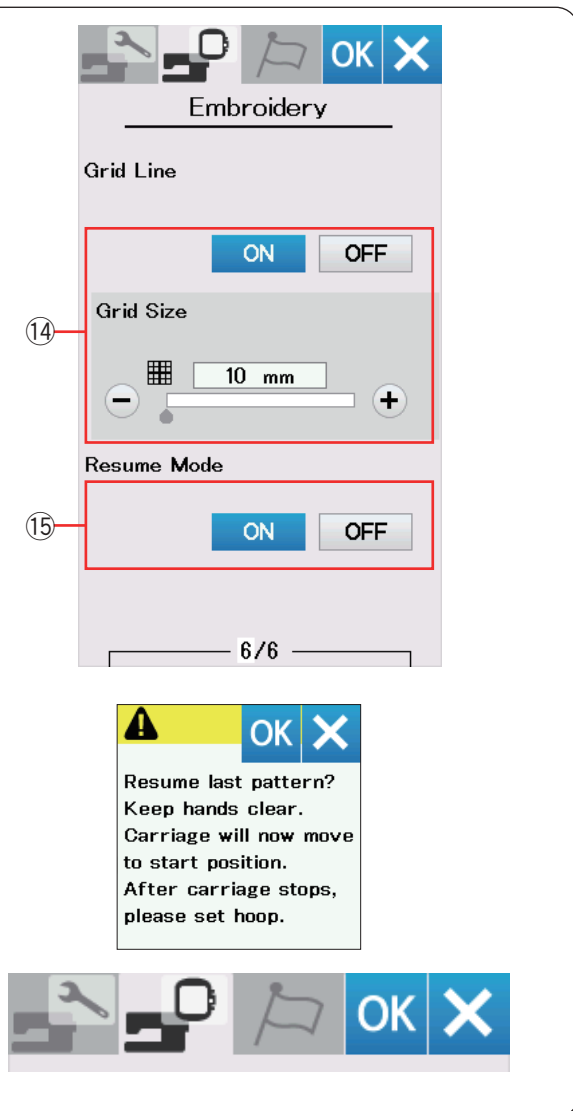 OK
Embroidery
Grid Line
ON OFF
Grid Size
⑭
10 mm
− +
Resume Mode
⑮
ON OFF
6/6
OK
Resume last pattern?
Keep hands clear.
Carriage will now move
to start position.
After carriage stops,
please set hoop.
OK